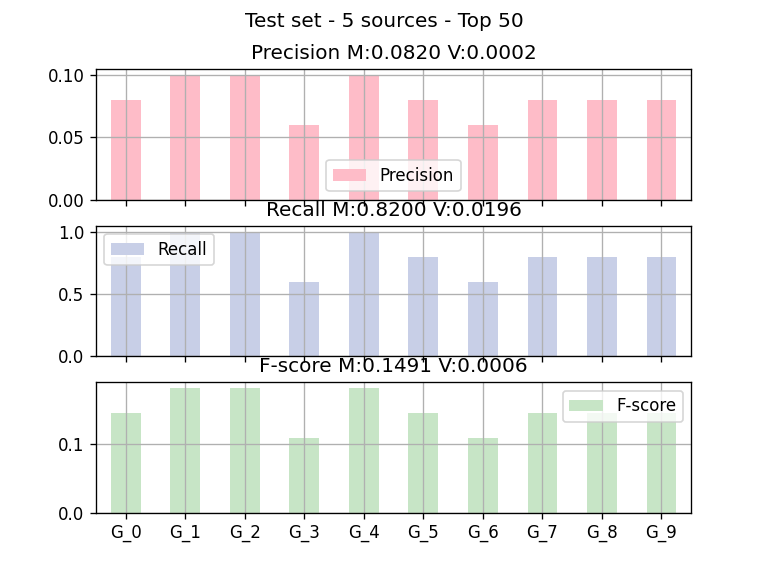 Test set - 5 sources - Top 50
Precision M:0.0820 V:0.0002
0.10
0.05
0.00
Precision
Recall M:0.8200 V:0.0196
1.0
0.5
0.0
Recall
F-score M:0.1491 V:0.0006
0.1
0.0
F-score
G_0 G_1 G_2 G_3 G_4 G_5 G_6 G_7 G_8 G_9